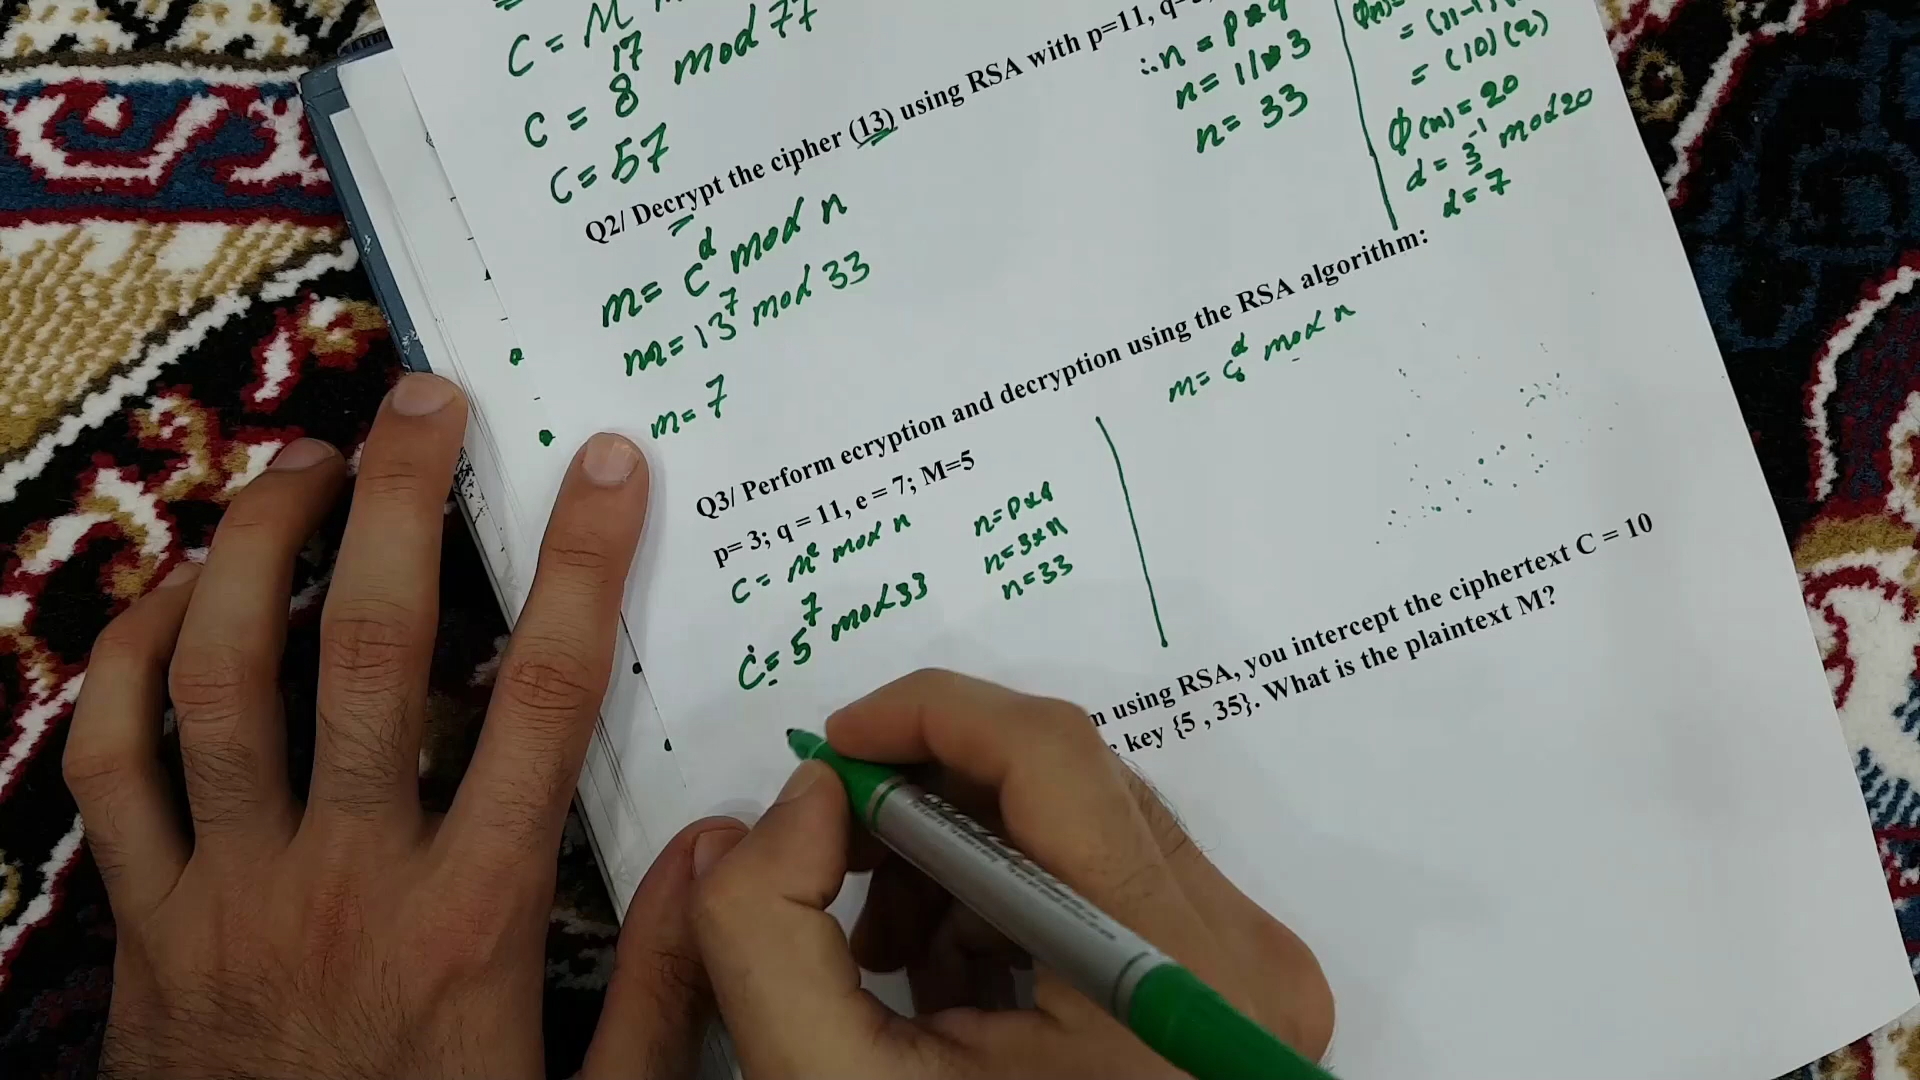 C = M
C = 8^17 mod 77
C = 57
Q2/ Decrypt the cipher (13) using RSA with p=11, q=
∴n = p*q
n = 11*3
n = 33
= (11-1)
= (10)(2)
Φ(n) = 20
d = 3^-1 mod 20
d = 7
m = C^d mod n
m = 13^7 mod 33
m = 7
Q3/ Perform ecryption and decryption using the RSA algorithm:
p= 3; q = 11, e = 7; M=5
C = M^e mod n
C = 5^7 mod 33
n = p*q
n = 3*11
n = 33
m = C^d mod n
using RSA, you intercept the ciphertext C = 10
key {5 , 35}. What is the plaintext M?